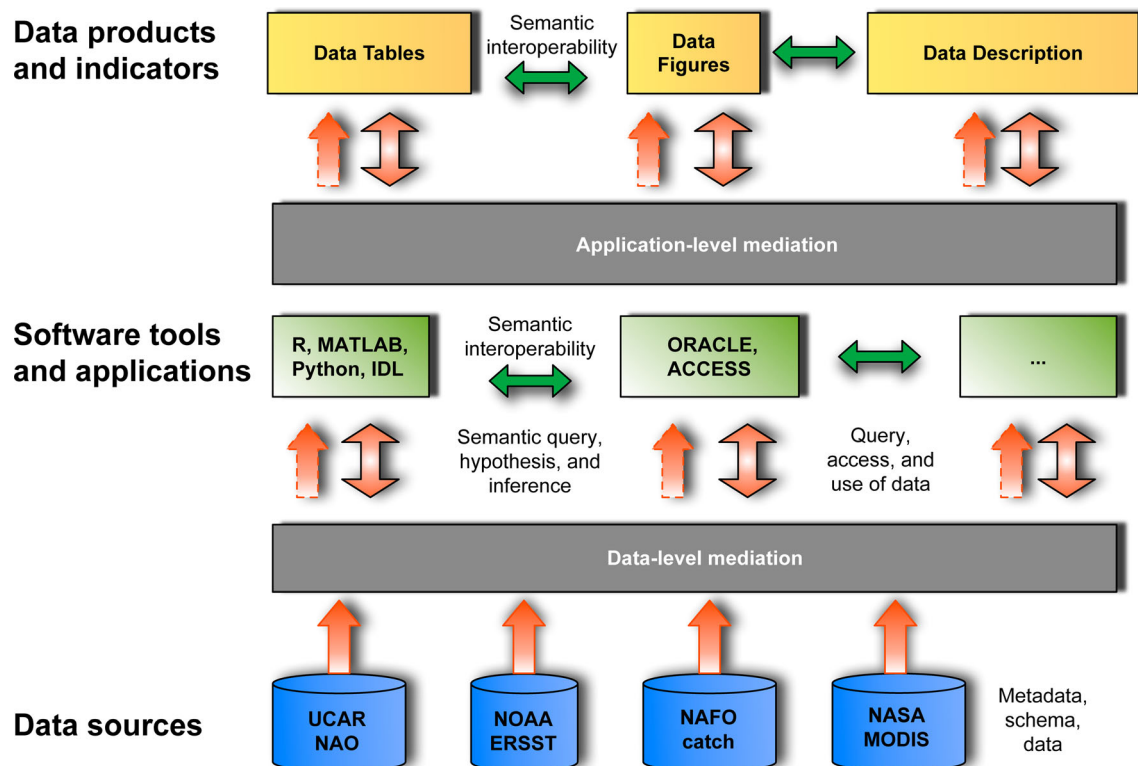 Data products
and indicators
Data Tables
Semantic
interoperability
Data
Figures
Data Description
Application-level mediation
Software tools
and applications
R, MATLAB,
Python, IDL
Semantic
interoperability
ORACLE,
ACCESS
...
Semantic query,
hypothesis, and
inference
Query,
access, and
use of data
Data-level mediation
Data sources
UCAR
NAO
NOAA
ERSST
NAFO
catch
NASA
MODIS
Metadata,
schema,
data